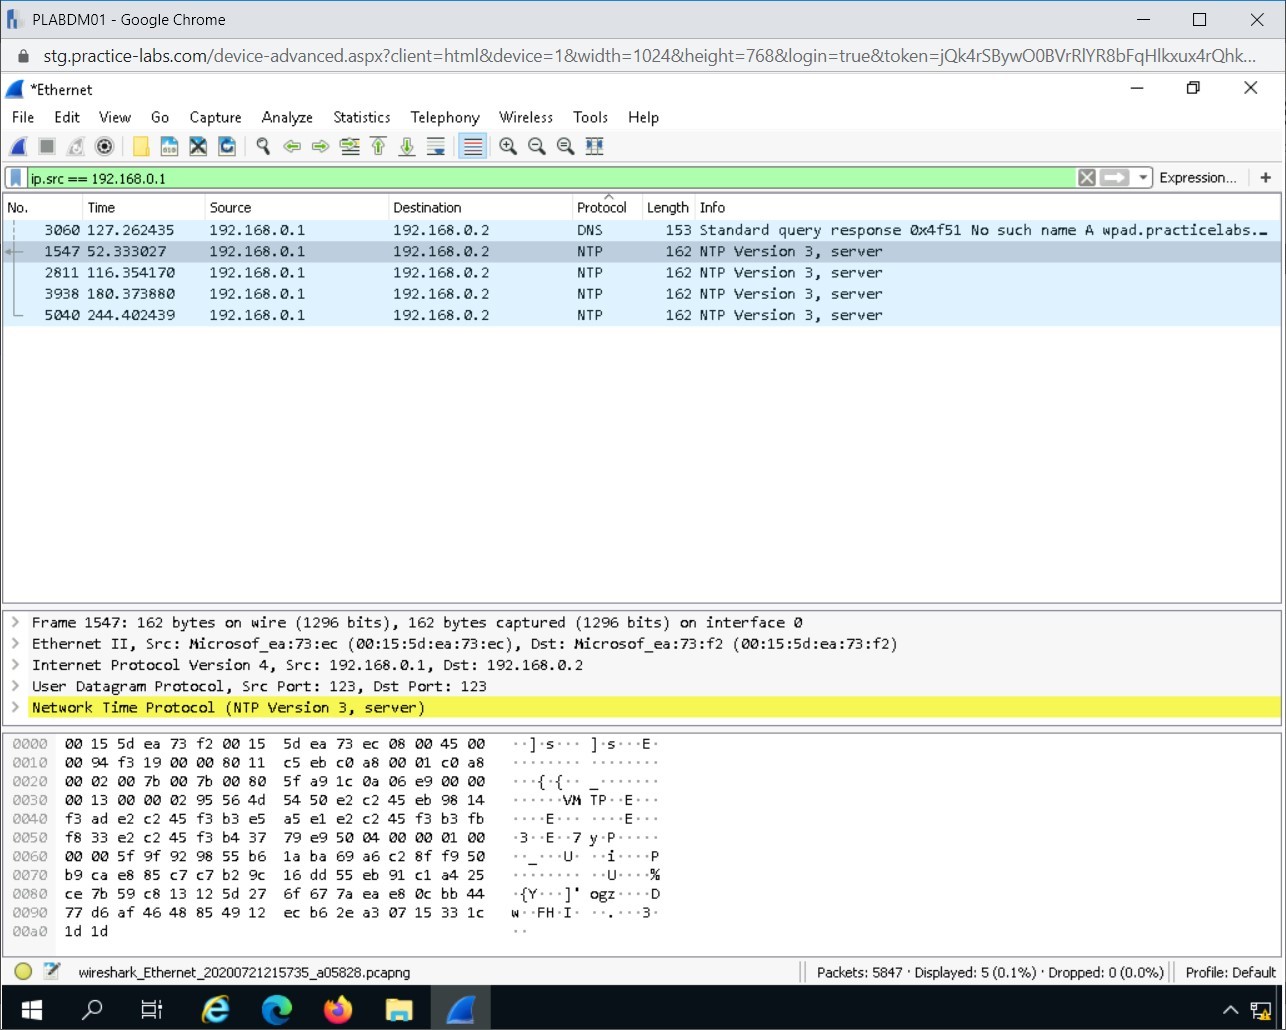 PLABDM01 - Google Chrome
stg.practice-labs.com/device-advanced.aspx?client=html&device=1&width=1024&height=768&login=true&token=jQk4rSBywO0BVrRlYR8bFqHlkxux4rQhk...
*Ethernet
File Edit View Go Capture Statistics Analyze Telephony Wireless Tools Help
ip.src == 192.168.0.1 Expression... +
No. Time Source Destination Protocol Length Info
3060 127.262435 192.168.0.1 192.168.0.2 DNS 153 Standard query response 0x4f51 No such name A wpad.practicelabs.…
1547 52.333027 192.168.0.1 192.168.0.2 NTP 162 NTP Version 3, server
2811 116.354170 192.168.0.1 192.168.0.2 NTP 162 NTP Version 3, server
3938 180.373880 192.168.0.1 192.168.0.2 NTP 162 NTP Version 3, server
5040 244.402439 192.168.0.1 192.168.0.2 NTP 162 NTP Version 3, server
Frame 1547: 162 bytes on wire (1296 bits), 162 bytes captured (1296 bits) on interface 0
Ethernet II, Src: Microsof_ea:73:ec (00:15:5d:ea:73:ec), Dst: Microsof_ea:73:f2 (00:15:5d:ea:73:f2)
Internet Protocol Version 4, Src: 192.168.0.1, Dst: 192.168.0.2
User Datagram Protocol, Src Port: 123, Dst Port: 123
Network Time Protocol (NTP Version 3, server)
0000 00 15 5d ea 73 f2 00 15 5d ea 73 ec 08 00 45 00 ··]·s··· ]·s···E·
0010 00 94 f3 19 00 00 80 11 c5 eb c0 a8 00 01 c0 a8 ········ ········
0020 00 02 00 7b 00 7b 00 80 5f a9 1c 0a 06 e9 00 00 ···{·{·· _·······
0030 00 13 00 00 02 95 56 4d 54 50 e2 c2 45 eb 98 14 ······VM TP··E···
0040 f3 ad e2 c2 45 f3 b3 e5 a5 e1 e2 c2 45 f3 b3 fb ····E··· ····E···
0050 f8 33 e2 c2 45 f3 b4 37 79 e9 50 04 00 00 01 00 ·3··E··7 y·P·····
0060 00 00 5f 9f 92 98 55 b6 1a ba 69 a6 c2 8f f9 50 ··_···U· ··i····P
0070 b9 ca e8 85 c7 c7 b2 9c 16 dd 55 eb 91 c1 a4 25 ········ ··U····%
0080 ce 7b 59 c8 13 12 5d 27 6f 67 7a ea e8 0c bb 44 ·{Y···]' ogz····D
0090 77 d6 af 46 48 85 49 12 ec b6 2e a3 07 15 33 1c w··FH·I· ··.···3·
00a0 1d 1d ··
wireshark_Ethernet_20200721215735_a05828.pcapng Packets: 5847 · Displayed: 5 (0.1%) · Dropped: 0 (0.0%) Profile: Default